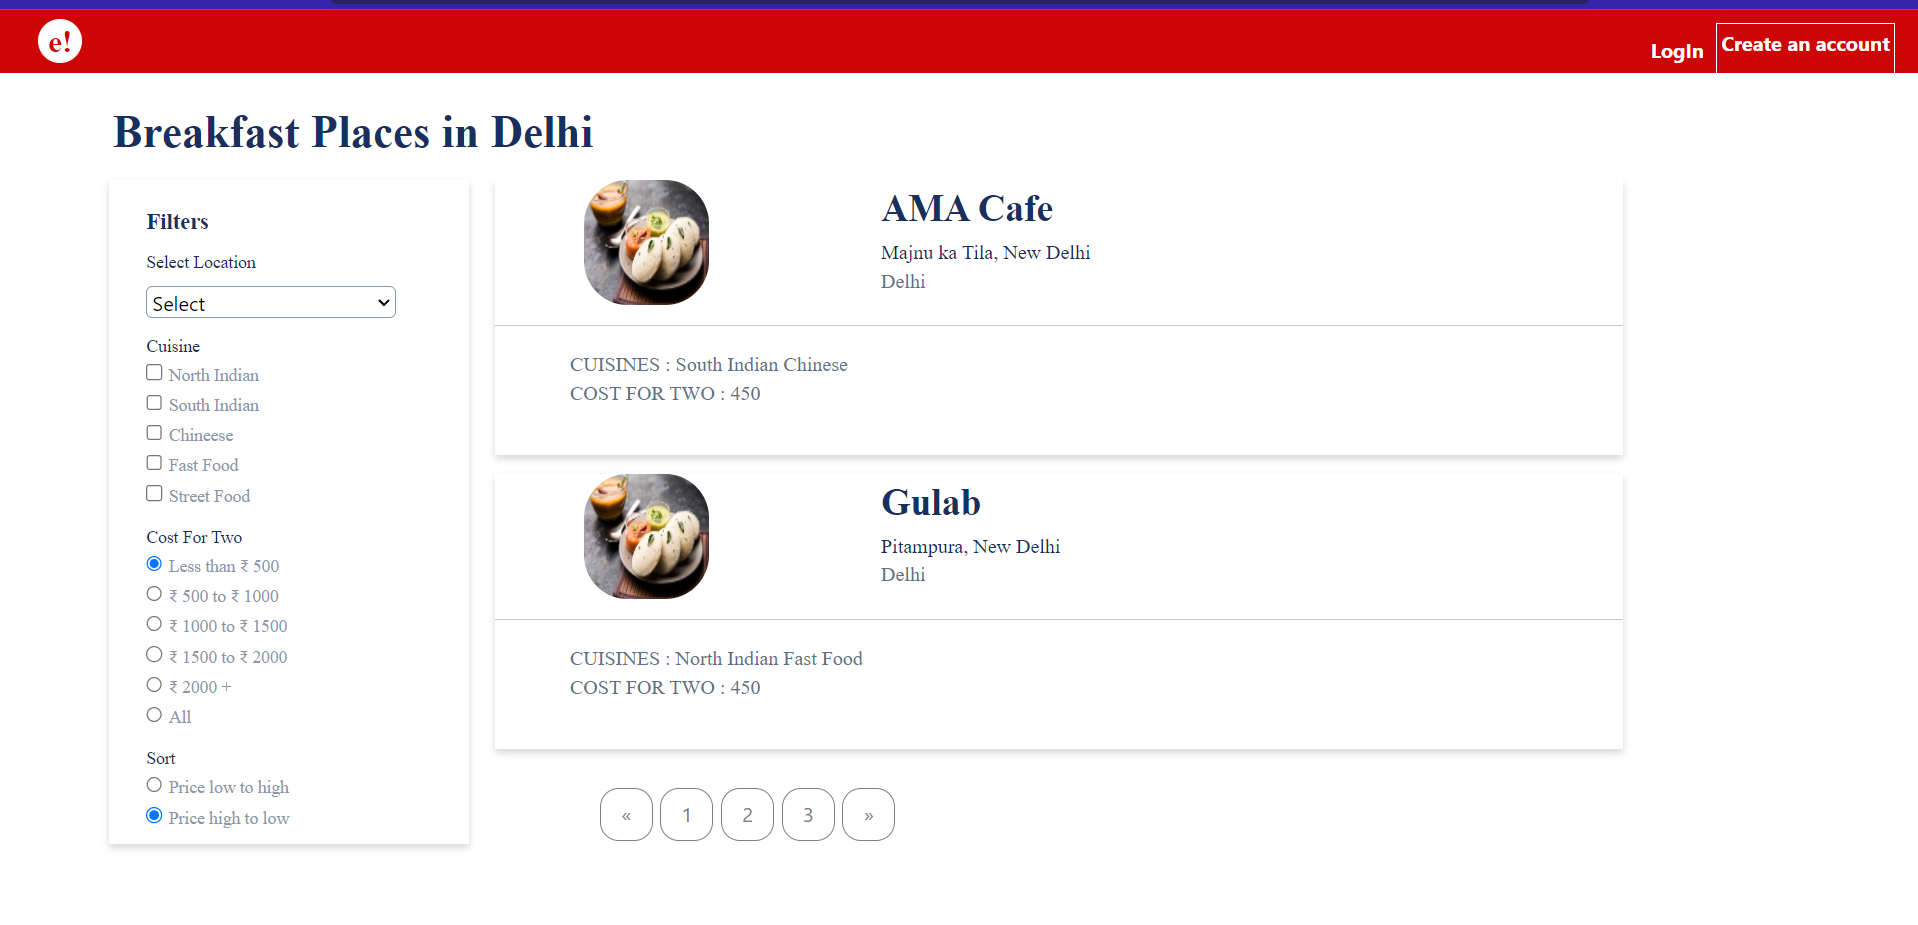 e!
LogIn
Create an account
Breakfast Places in Delhi
Filters
Select Location
Select
Cuisine
North Indian
South Indian
Chineese
Fast Food
Street Food
Cost For Two
Less than ₹ 500
₹ 500 to ₹ 1000
₹ 1000 to ₹ 1500
₹ 1500 to ₹ 2000
₹ 2000 +
All
Sort
Price low to high
Price high to low
AMA Cafe
Majnu ka Tila, New Delhi
Delhi
CUISINES : South Indian Chinese
COST FOR TWO : 450
Gulab
Pitampura, New Delhi
Delhi
CUISINES : North Indian Fast Food
COST FOR TWO : 450
« 1 2 3 »